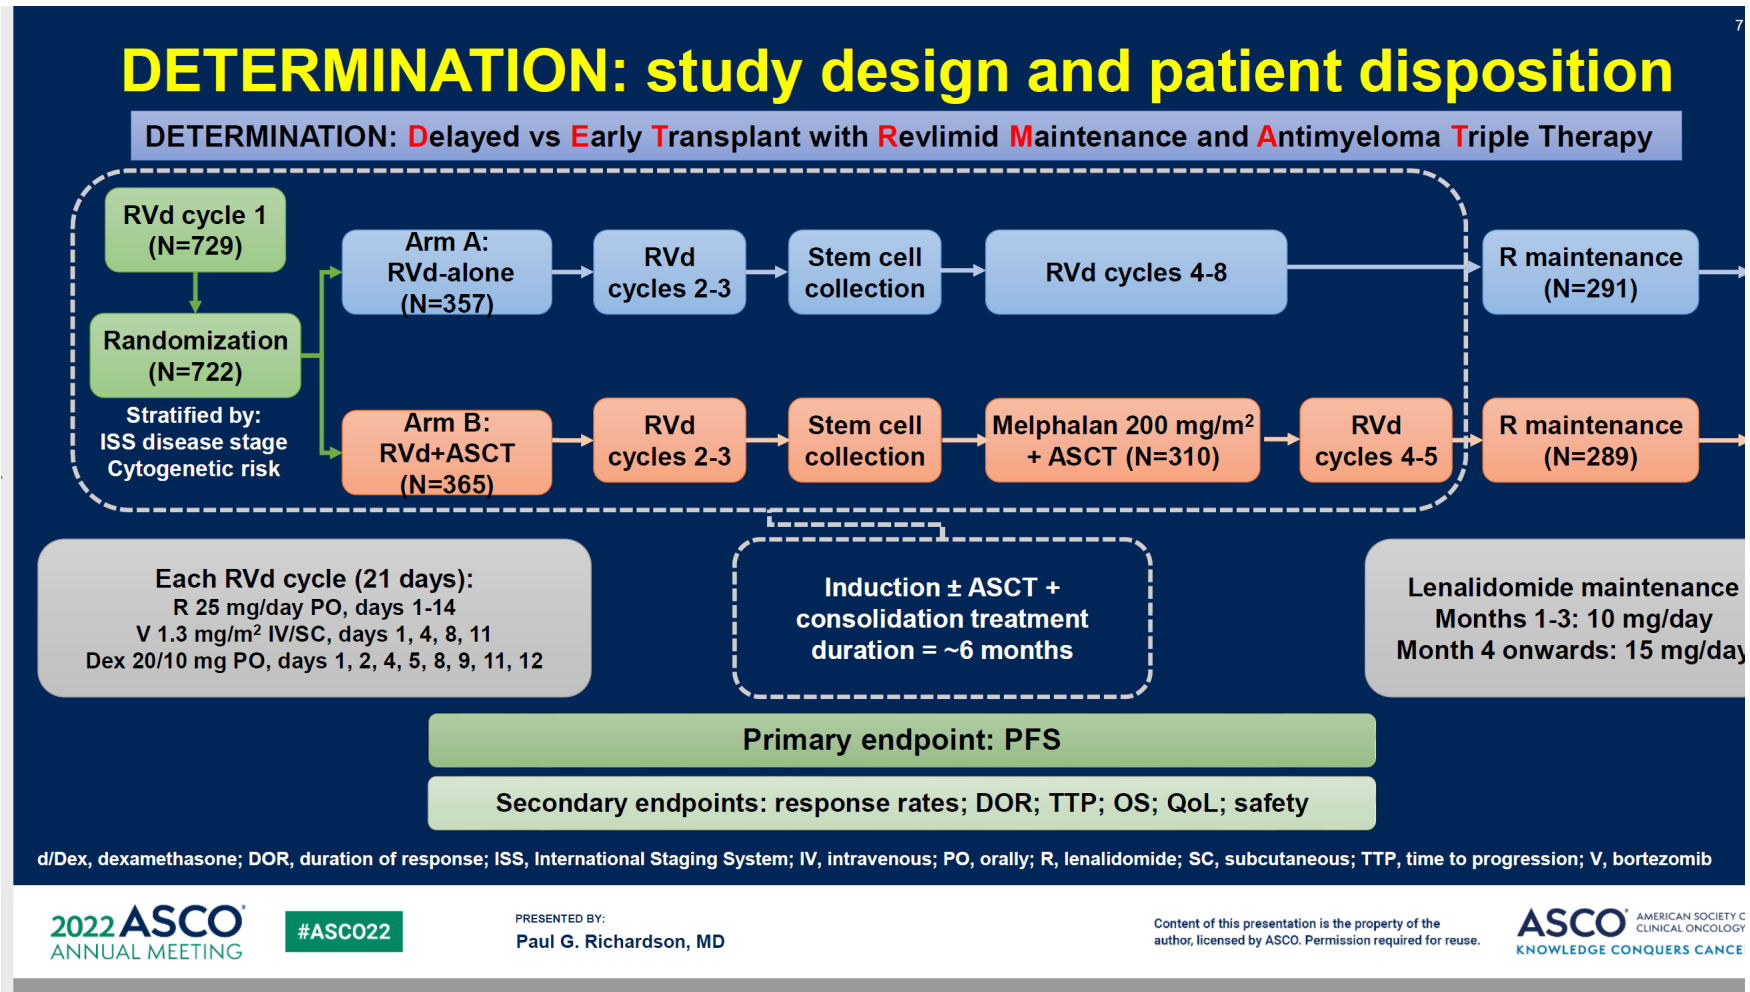 7
DETERMINATION: study design and patient disposition
DETERMINATION: Delayed vs Early Transplant with Revlimid Maintenance and Antimyeloma Triple Therapy
RVd cycle 1
(N=729)
Randomization
(N=722)
Stratified by:
ISS disease stage
Cytogenetic risk
Arm A:
RVd-alone
(N=357)
RVd
cycles 2-3
Stem cell
collection
RVd cycles 4-8
R maintenance
(N=291)
Arm B:
RVd+ASCT
(N=365)
RVd
cycles 2-3
Stem cell
collection
Melphalan 200 mg/m²
+ ASCT (N=310)
RVd
cycles 4-5
R maintenance
(N=289)
Each RVd cycle (21 days):
R 25 mg/day PO, days 1-14
V 1.3 mg/m² IV/SC, days 1, 4, 8, 11
Dex 20/10 mg PO, days 1, 2, 4, 5, 8, 9, 11, 12
Induction ± ASCT +
consolidation treatment
duration = ~6 months
Lenalidomide maintenance
Months 1-3: 10 mg/day
Month 4 onwards: 15 mg/day
Primary endpoint: PFS
Secondary endpoints: response rates; DOR; TTP; OS; QoL; safety
d/Dex, dexamethasone; DOR, duration of response; ISS, International Staging System; IV, intravenous; PO, orally; R, lenalidomide; SC, subcutaneous; TTP, time to progression; V, bortezomib
2022 ASCO®
ANNUAL MEETING
#ASCO22
PRESENTED BY:
Paul G. Richardson, MD
Content of this presentation is the property of the
author, licensed by ASCO. Permission required for reuse.
ASCO®
AMERICAN SOCIETY O
CLINICAL ONCOLOGY
KNOWLEDGE CONQUERS CANCE